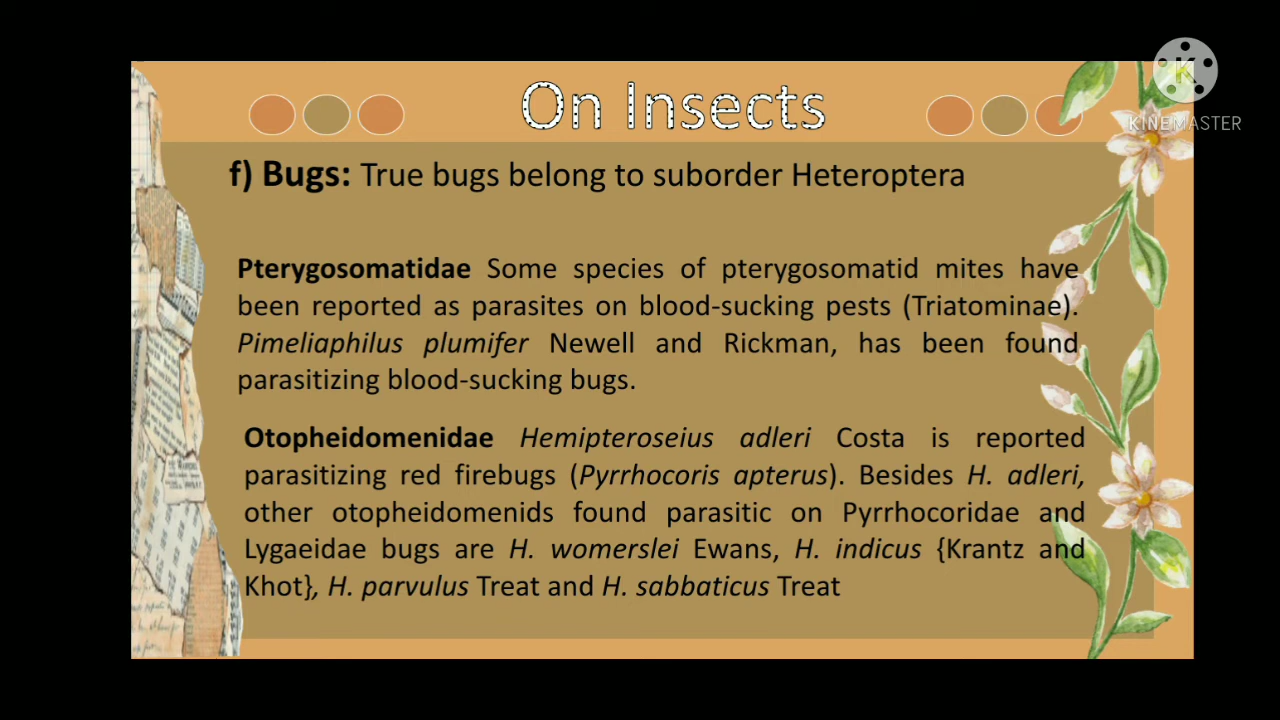 On Insects
KINEMASTER
f) Bugs: True bugs belong to suborder Heteroptera
Pterygosomatidae Some species of pterygosomatid mites have
been reported as parasites on blood-sucking pests (Triatominae).
Pimeliaphilus plumifer Newell and Rickman, has been found
parasitizing blood-sucking bugs.
Otopheidomenidae Hemipteroseius adleri Costa is reported
parasitizing red firebugs (Pyrrhocoris apterus). Besides H. adleri,
other otopheidomenids found parasitic on Pyrrhocoridae and
Lygaeidae bugs are H. womerslei Ewans, H. indicus {Krantz and
Khot}, H. parvulus Treat and H. sabbaticus Treat